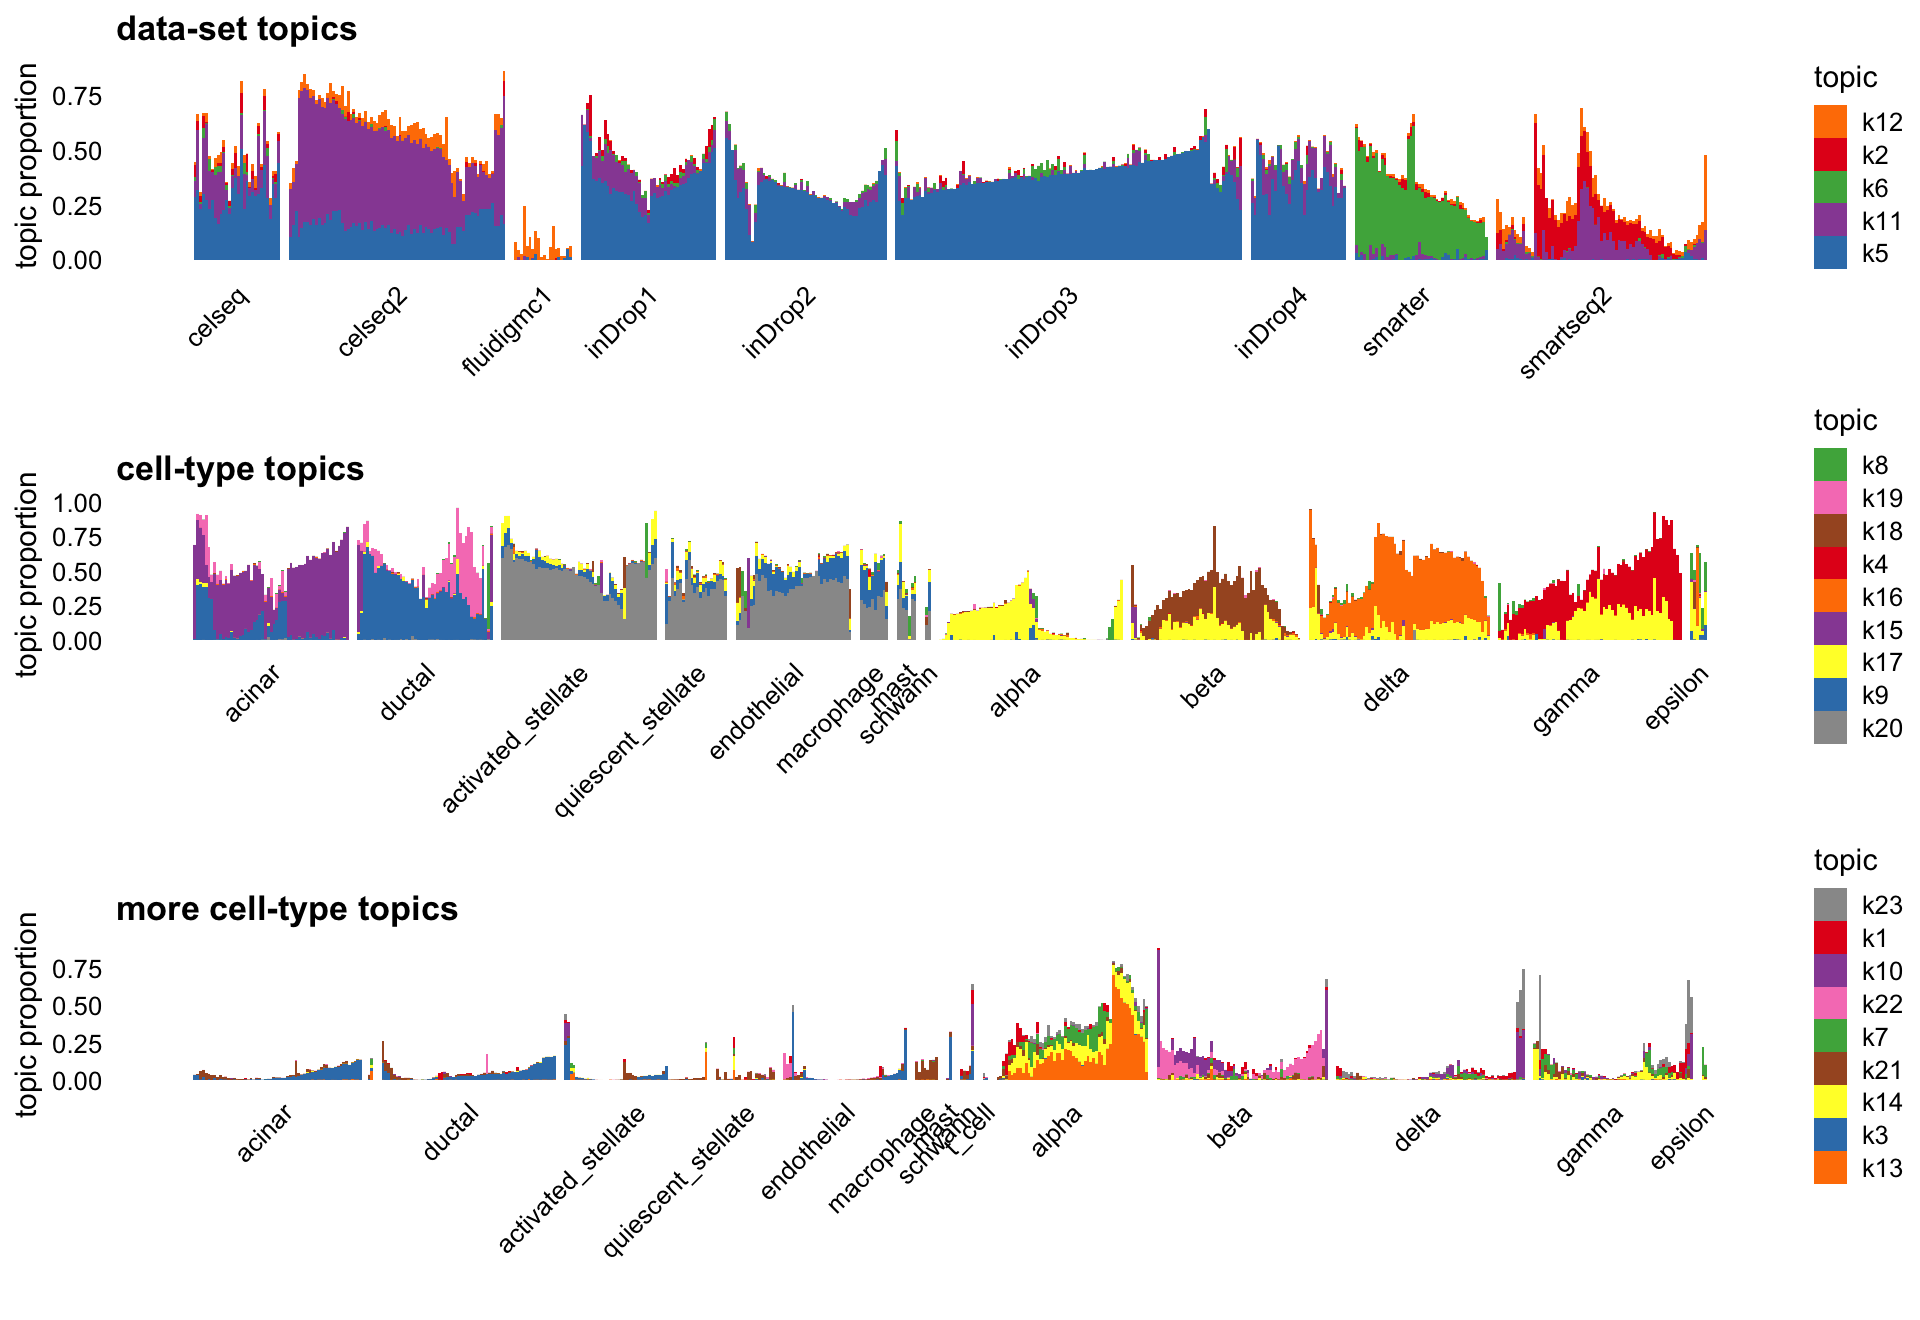 data-set topics
topic proportion
0.75
0.50
0.25
0.00
celseq
celseq2
fluidigmc1
inDrop1
inDrop2
inDrop3
inDrop4
smarter
smartseq2
topic
k12
k2
k6
k11
k5
cell-type topics
topic proportion
1.00
0.75
0.50
0.25
0.00
acinar
ductal
activated_stellate
quiescent_stellate
endothelial
macrophage
mast
schwann
alpha
beta
delta
gamma
epsilon
topic
k8
k19
k18
k4
k16
k15
k17
k9
k20
more cell-type topics
topic proportion
0.75
0.50
0.25
0.00
acinar
ductal
activated_stellate
quiescent_stellate
endothelial
macrophage
mast
schwann
t_cell
alpha
beta
delta
gamma
epsilon
topic
k23
k1
k10
k22
k7
k21
k14
k3
k13